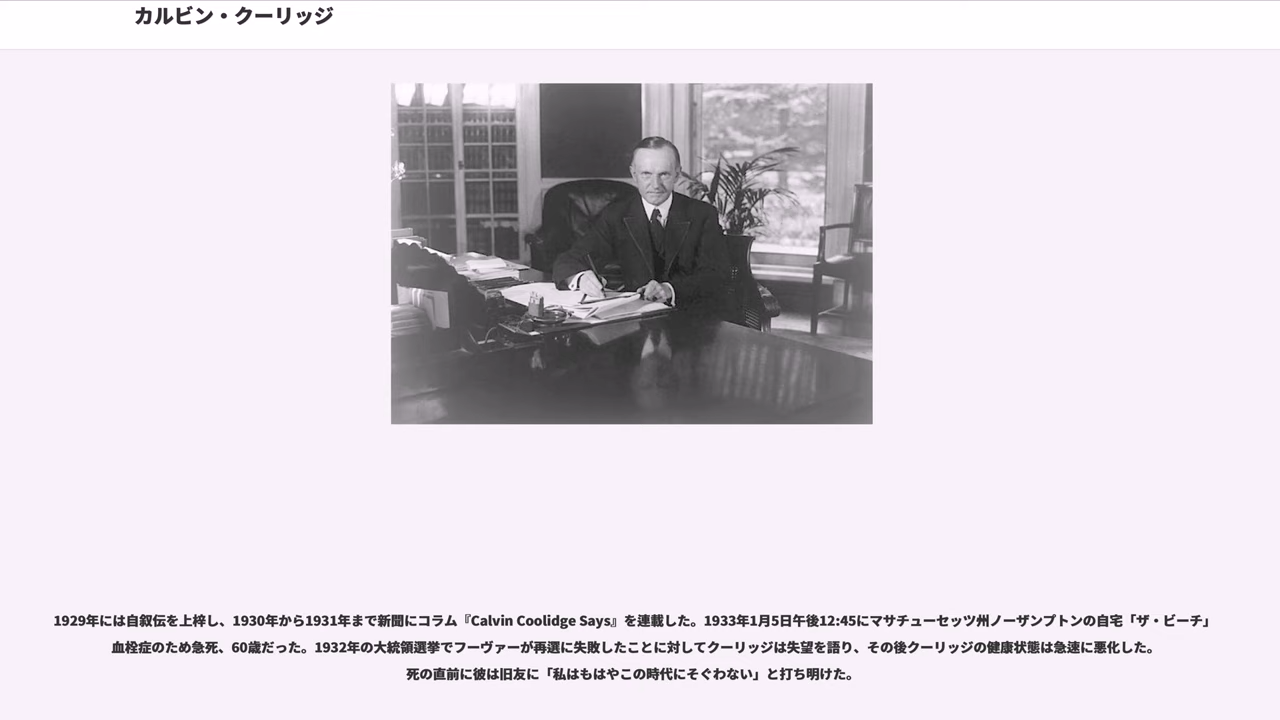 カルビン・クーリッジ
1929年には自叙伝を上梓し、1930年から1931年まで新聞にコラム『Calvin Coolidge Says』を連載した。1933年1月5日午後12:45にマサチューセッツ州ノーザンプトンの自宅「ザ・ビーチ」
血栓症のため急死、60歳だった。1932年の大統領選挙でフーヴァーが再選に失敗したことに対してクーリッジは失望を語り、その後クーリッジの健康状態は急速に悪化した。
死の直前に彼は旧友に「私はもはやこの時代にそぐわない」と打ち明けた。